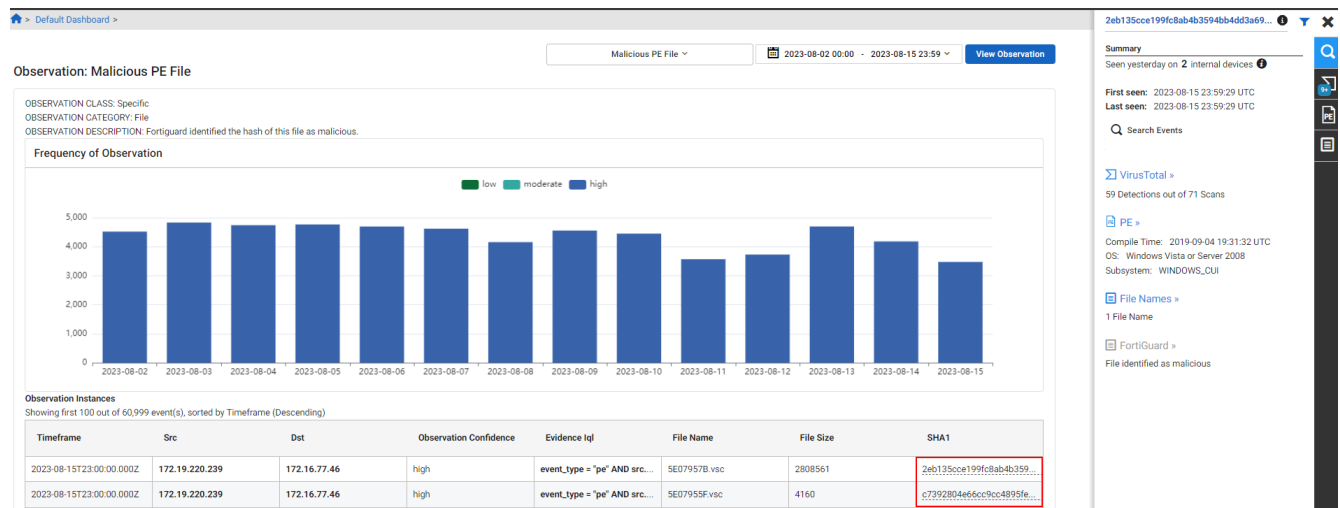 > Default Dashboard >
Malicious PE File
2023-08-02 00:00 - 2023-08-15 23:59
View Observation
Observation: Malicious PE File
OBSERVATION CLASS: Specific
OBSERVATION CATEGORY: File
OBSERVATION DESCRIPTION: Fortiguard identified the hash of this file as malicious.
Frequency of Observation
low moderate high
5,000
4,000
3,000
2,000
1,000
0
2023-08-02 2023-08-03 2023-08-04 2023-08-05 2023-08-06 2023-08-07 2023-08-08 2023-08-09 2023-08-10 2023-08-11 2023-08-12 2023-08-13 2023-08-14 2023-08-15
Observation Instances
Showing first 100 out of 60,999 event(s), sorted by Timeframe (Descending)
Timeframe Src Dst Observation Confidence Evidence Iql File Name File Size SHA1
2023-08-15T23:00:00.000Z 172.19.220.239 172.16.77.46 high event_type = "pe" AND src.... 5E07957B.vsc 2808561 2eb135cce199fc8ab4b359...
2023-08-15T23:00:00.000Z 172.19.220.239 172.16.77.46 high event_type = "pe" AND src.... 5E07955F.vsc 4160 c7392804e66cc9cc4895fe...
2eb135cce199fc8ab4b3594bb4dd3a69...
Summary
Seen yesterday on 2 internal devices
First seen: 2023-08-15 23:59:29 UTC
Last seen: 2023-08-15 23:59:29 UTC
Search Events
VirusTotal »
59 Detections out of 71 Scans
PE »
Compile Time: 2019-09-04 19:31:32 UTC
OS: Windows Vista or Server 2008
Subsystem: WINDOWS_CUI
File Names »
1 File Name
FortiGuard »
File identified as malicious
9+
PE